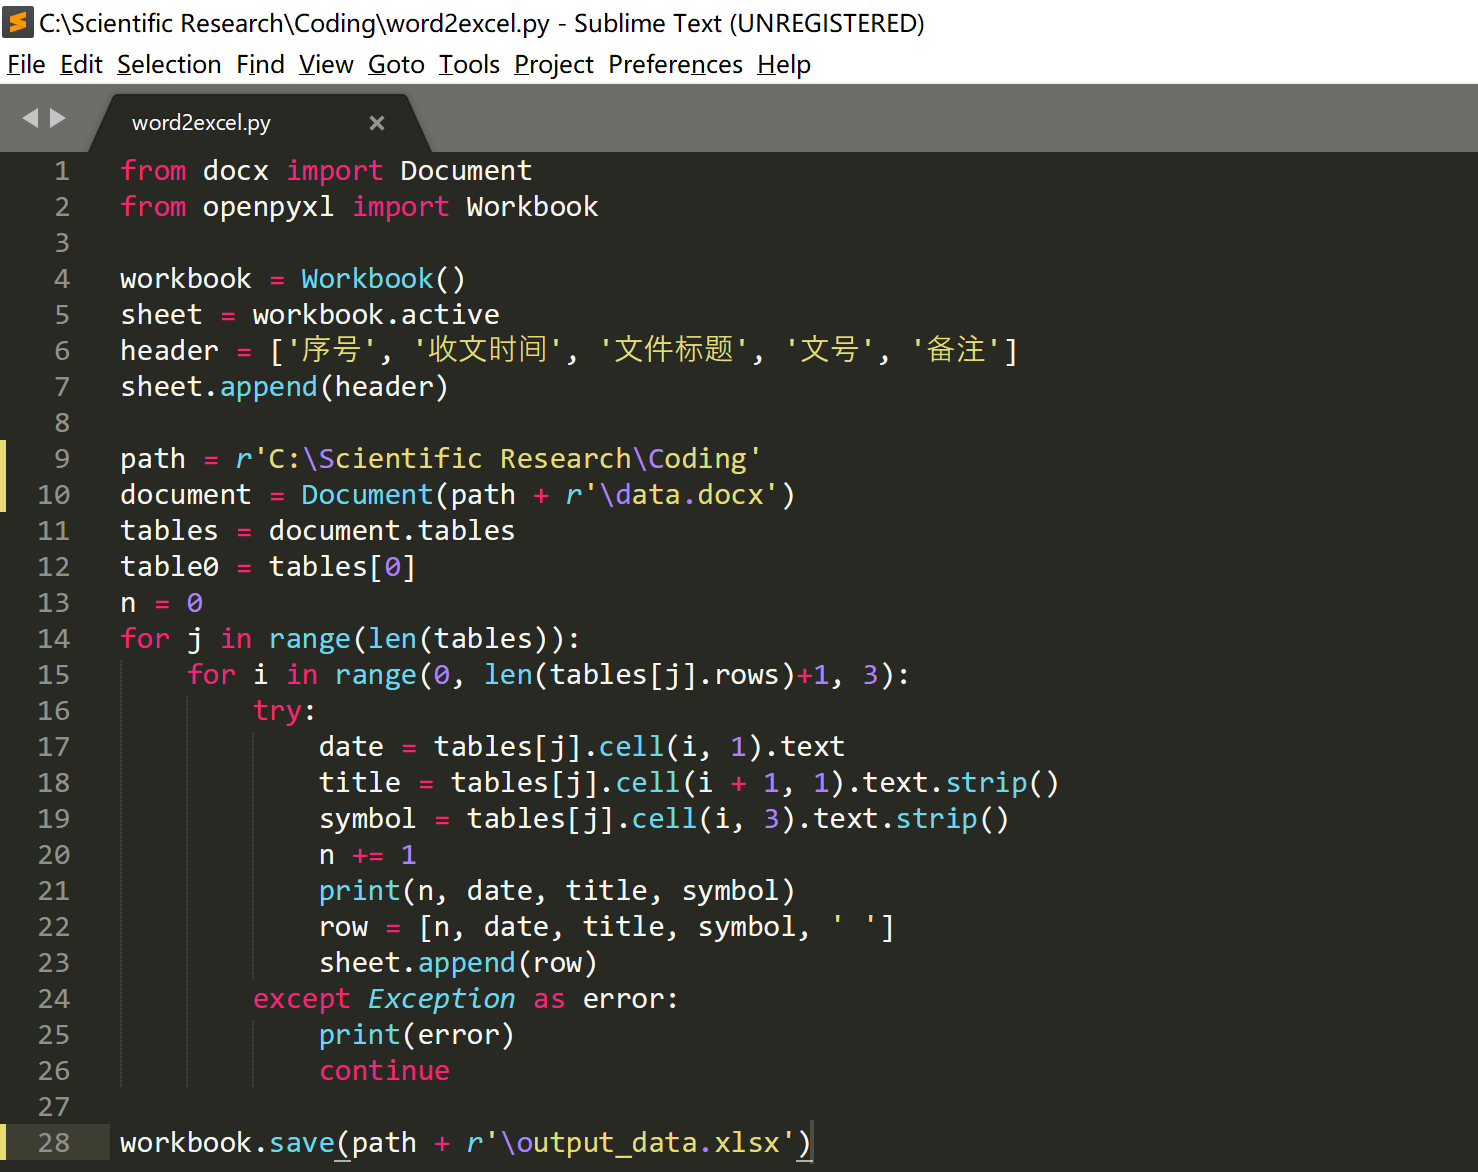 C:\Scientific Research\Coding\word2excel.py - Sublime Text (UNREGISTERED)
File Edit Selection Find View Goto Tools Project Preferences Help
word2excel.py
1 from docx import Document
2 from openpyxl import Workbook
3
4 workbook = Workbook()
5 sheet = workbook.active
6 header = ['序号', '收文时间', '文件标题', '文号', '备注']
7 sheet.append(header)
8
9 path = r'C:\Scientific Research\Coding'
10 document = Document(path + r'\data.docx')
11 tables = document.tables
12 table0 = tables[0]
13 n = 0
14 for j in range(len(tables)):
15     for i in range(0, len(tables[j].rows)+1, 3):
16         try:
17             date = tables[j].cell(i, 1).text
18             title = tables[j].cell(i + 1, 1).text.strip()
19             symbol = tables[j].cell(i, 3).text.strip()
20             n += 1
21             print(n, date, title, symbol)
22             row = [n, date, title, symbol, ' ']
23             sheet.append(row)
24         except Exception as error:
25             print(error)
26             continue
27
28 workbook.save(path + r'\output_data.xlsx')